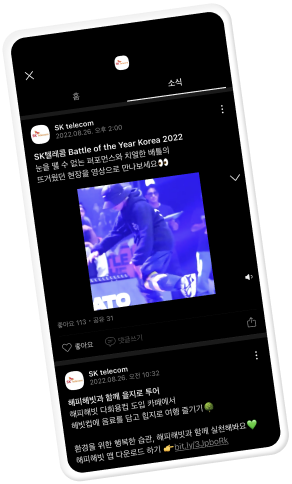 홈
소식
SK telecom
2022.08.26. 오후 2:00
SK텔레콤 Battle of the Year Korea 2022
눈을 뗄 수 없는 퍼포먼스와 치열한 배틀의
뜨거웠던 현장을 영상으로 만나보세요👀
ATO
좋아요 113 • 공유 31
좋아요
댓글쓰기
SK telecom
2022.08.26. 오전 10:32
해피해빗과 함께 을지로 투어
해피해빗 다회용컵 도입 카페에서
해빗컵에 음료를 담고 힙지로 여행 즐기기🌳
환경을 위한 행복한 습관, 해피해빗과 함께 실천해봐요💚
해피해빗 앱 다운로드 하기 👉